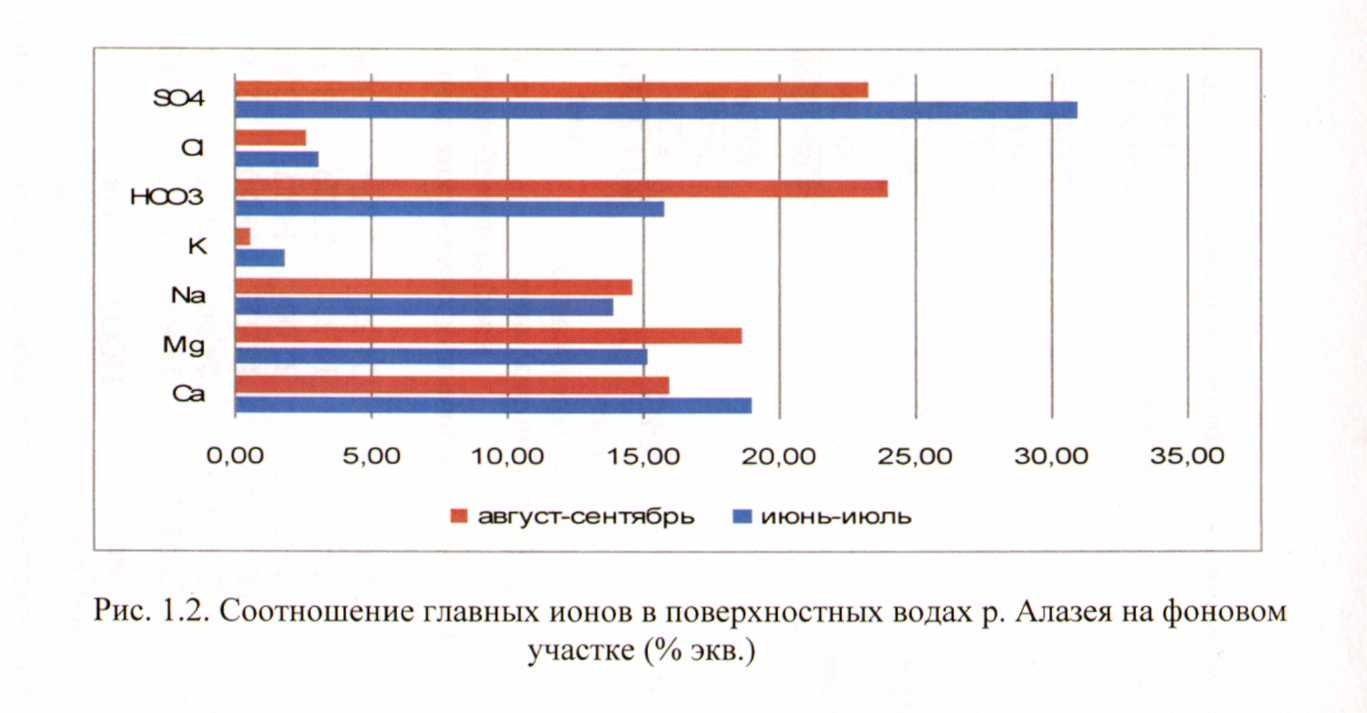 SO4
Cl
HCO3
K
Na
Mg
Ca
0,00 5,00 10,00 15,00 20,00 25,00 30,00 35,00
август-сентябрь июнь-июль
Рис. 1.2. Соотношение главных ионов в поверхностных водах р. Алазея на фоновом
участке (% экв.)